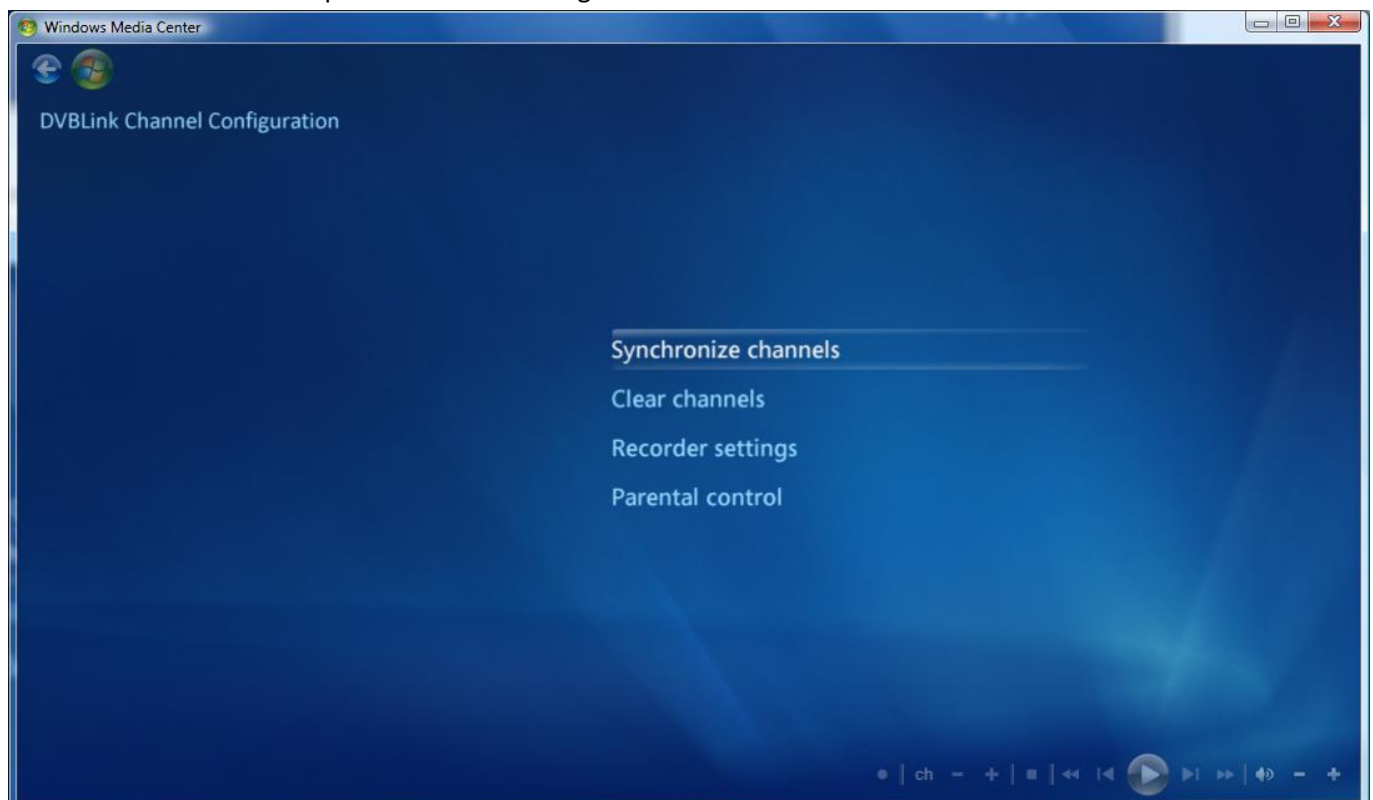 Windows Media Center
DVBLink Channel Configuration
Synchronize channels
Clear channels
Recorder settings
Parental control
ch - +
- +